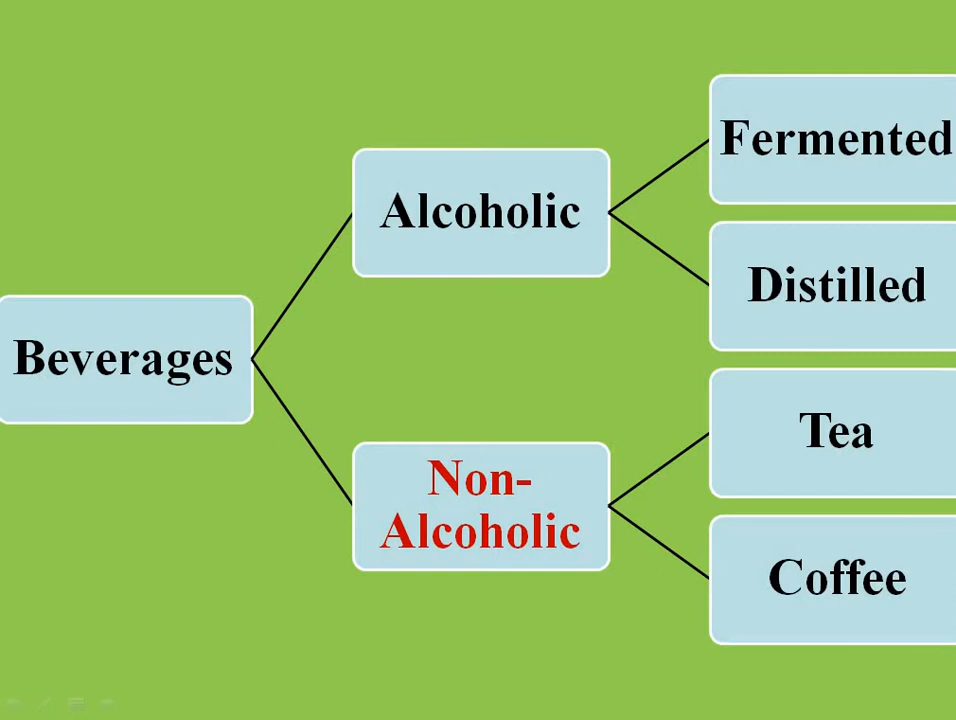 Fermented
Alcoholic
Distilled
Beverages
Tea
Non-
Alcoholic
Coffee